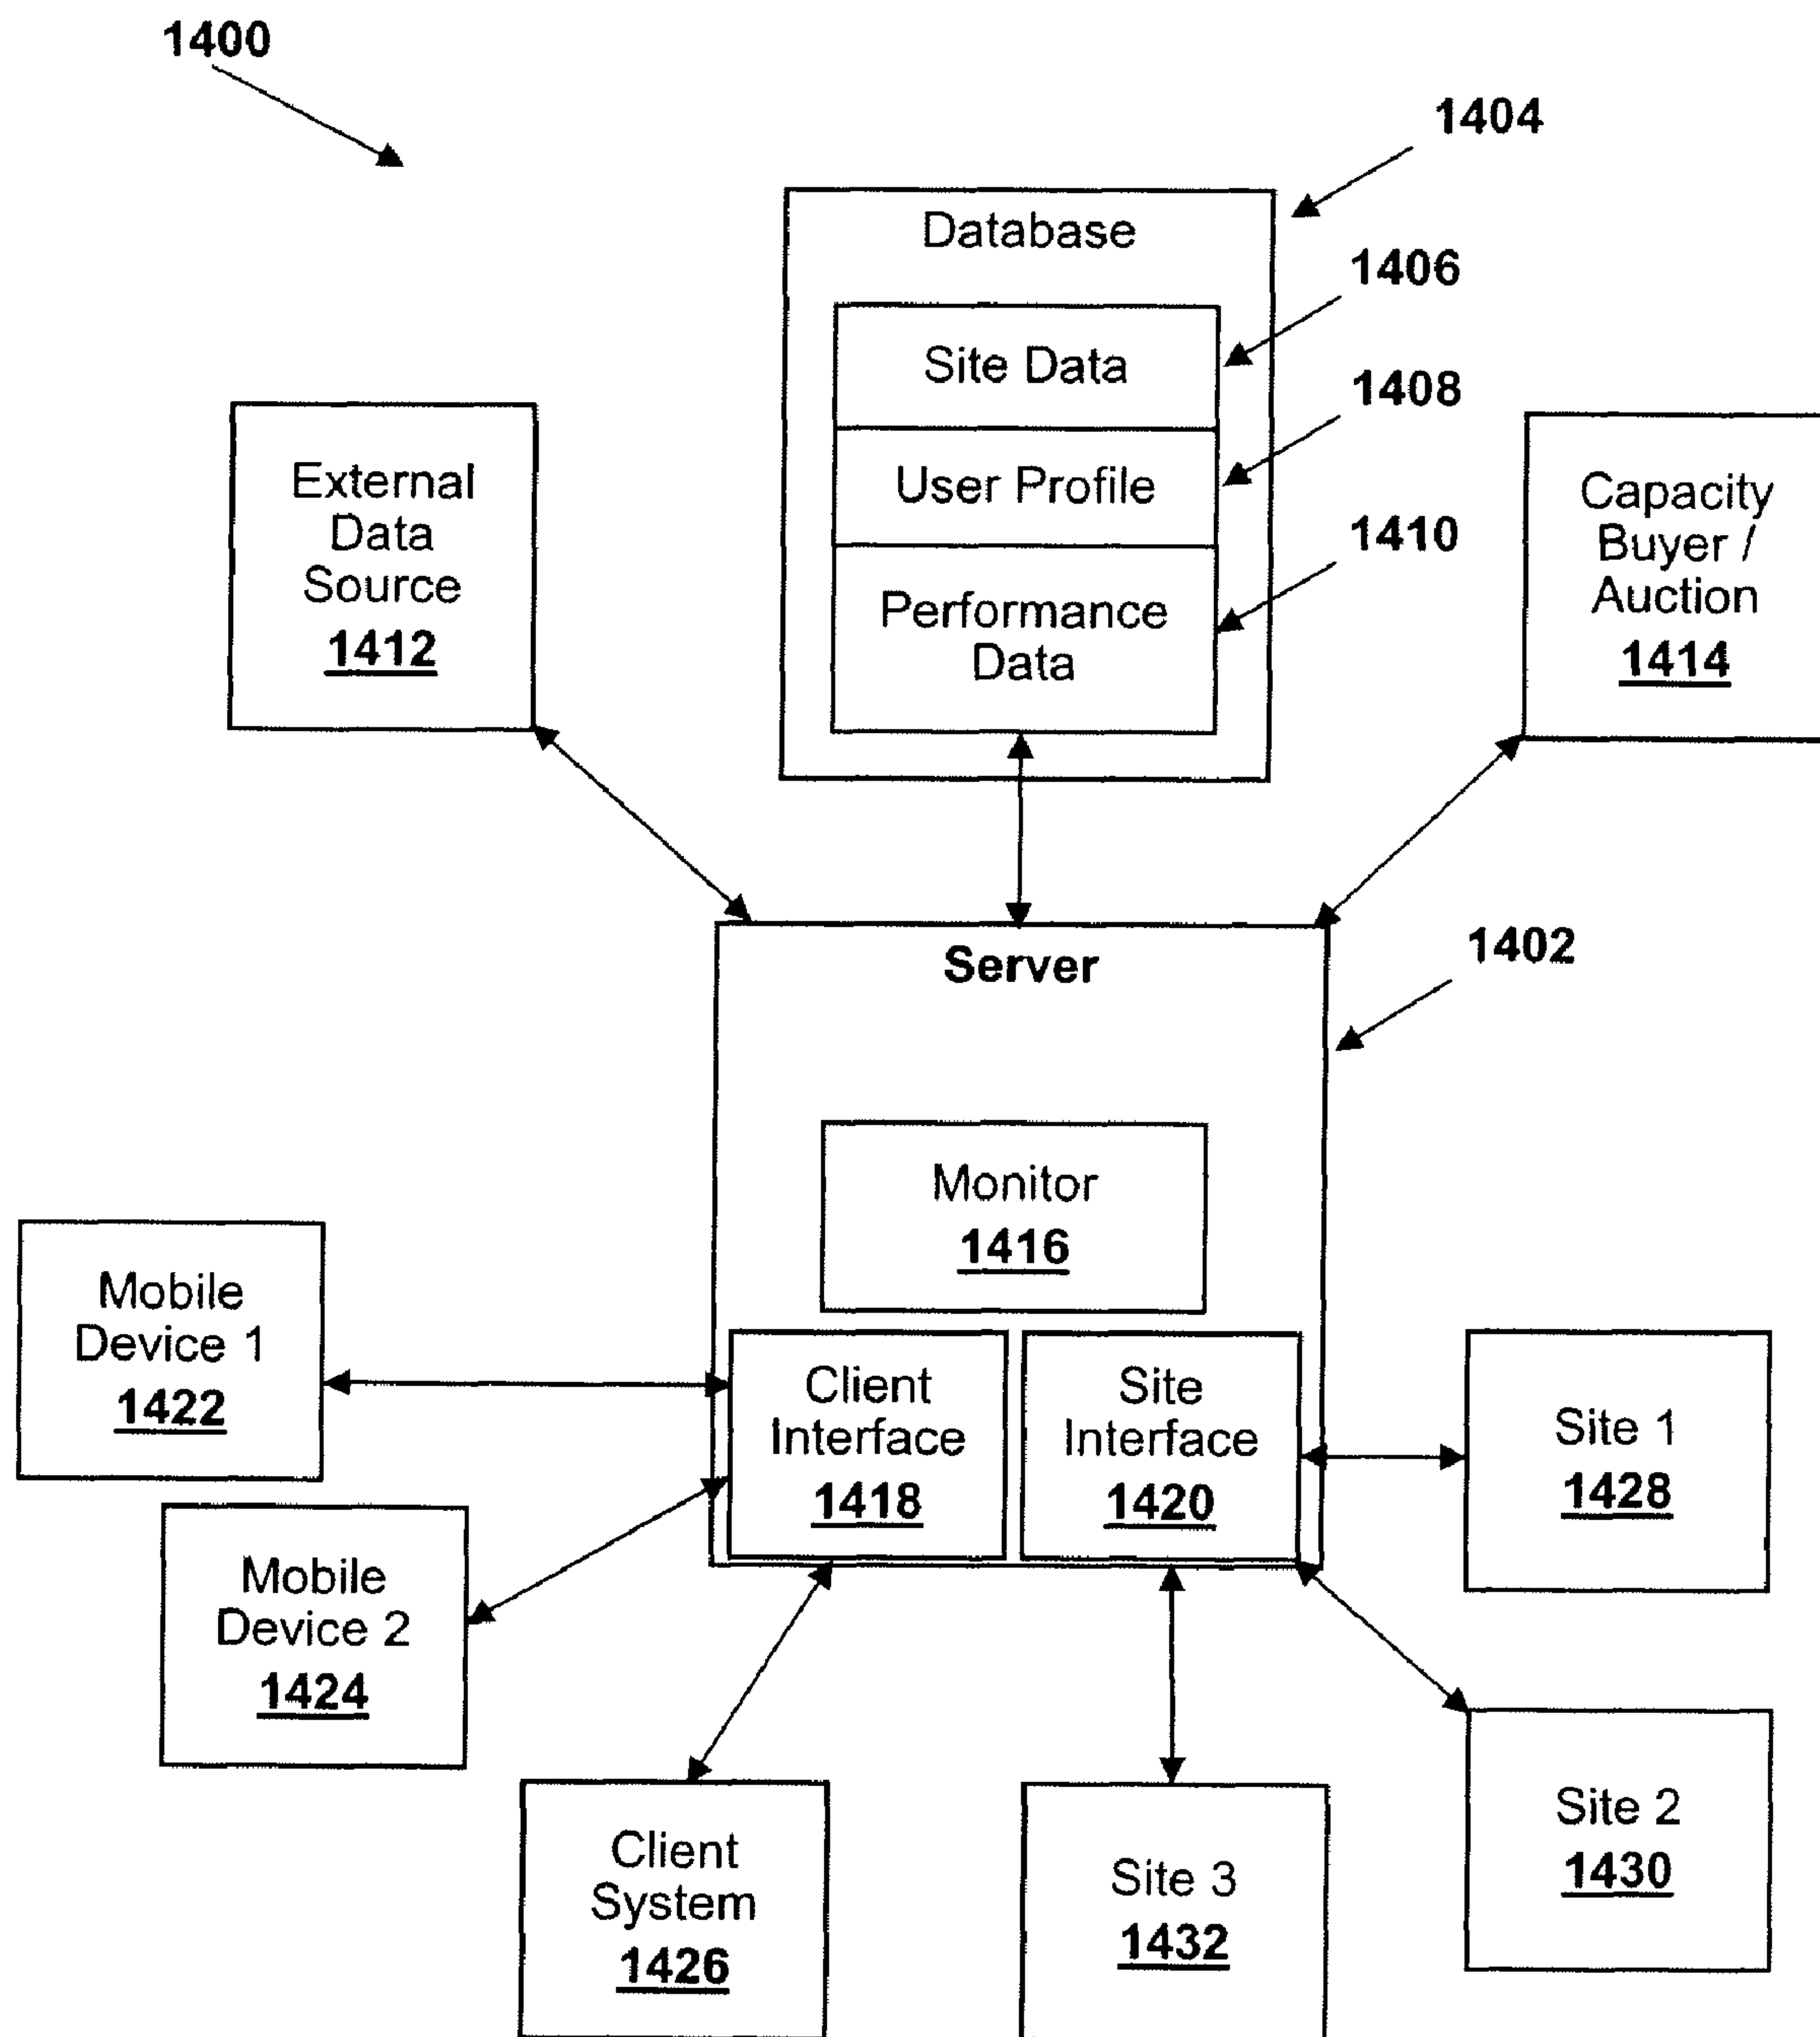 1400
1404
Database
1406
Site Data
1408
User Profile
1410
Performance
Data
External
Data
Source
1412
Capacity
Buyer /
Auction
1414
Server
1402
Monitor
1416
Mobile
Device 1
1422
Client
Interface
1418
Site
Interface
1420
Site 1
1428
Mobile
Device 2
1424
Client
System
1426
Site 3
1432
Site 2
1430